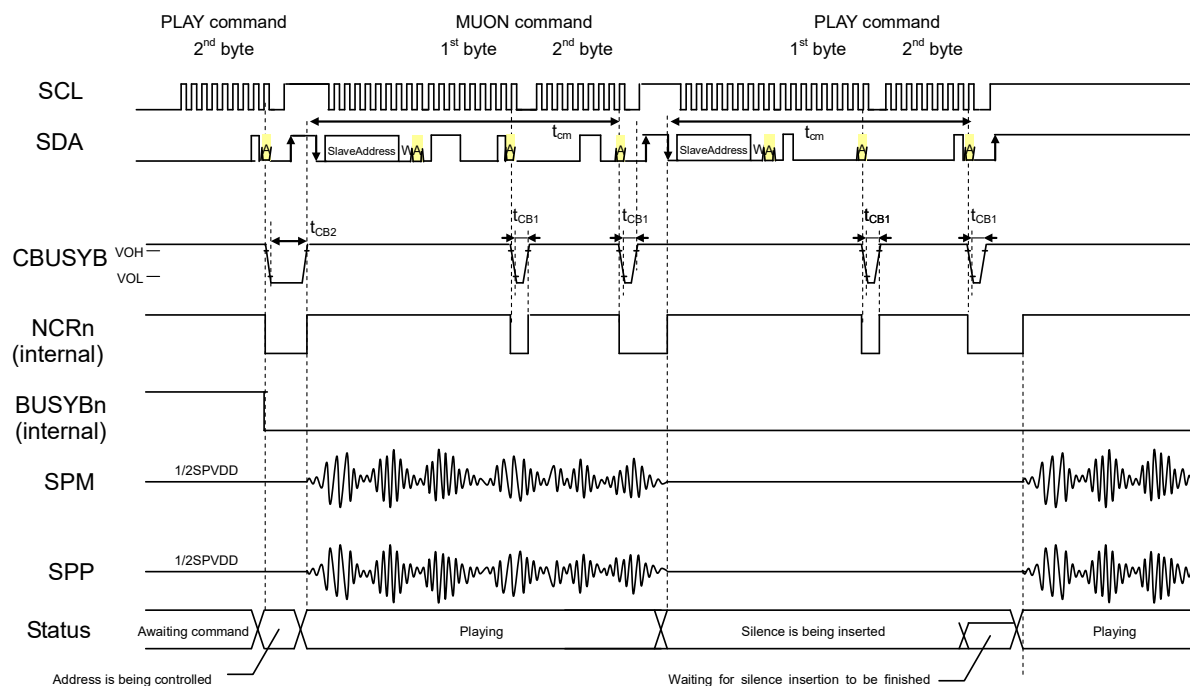 PLAY command MUON command PLAY command
2nd byte 1st byte 2nd byte 1st byte 2nd byte
SCL
tcm tcm
SDA
A SlaveAddress W A A A SlaveAddress W A A A
tCB2 tCB1 tCB1 tCB1 tCB1
VOH
CBUSYB
VOL
NCRn
(internal)
BUSYBn
(internal)
1/2SPVDD
SPM
1/2SPVDD
SPP
Status Awaiting command Playing Silence is being inserted Playing
Address is being controlled Waiting for silence insertion to be finished